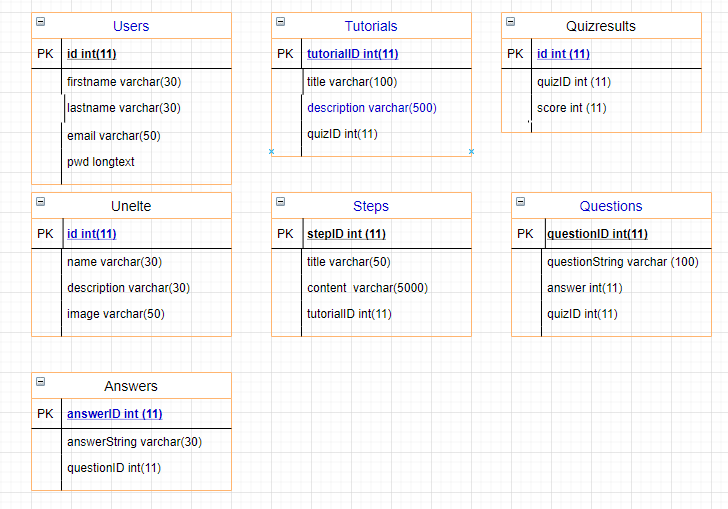 Users
PK id int(11)
firstname varchar(30)
lastname varchar(30)
email varchar(50)
pwd longtext
Tutorials
PK tutorialID int(11)
title varchar(100)
description varchar(500)
quizID int(11)
Quizresults
PK id int (11)
quizID int (11)
score int (11)
Unelte
PK id int(11)
name varchar(30)
description varchar(30)
image varchar(50)
Steps
PK stepID int (11)
title varchar(50)
content  varchar(5000)
tutorialID int(11)
Questions
PK questionID int(11)
questionString varchar (100)
answer int(11)
quizID int(11)
Answers
PK answerID int (11)
answerString varchar(30)
questionID int(11)